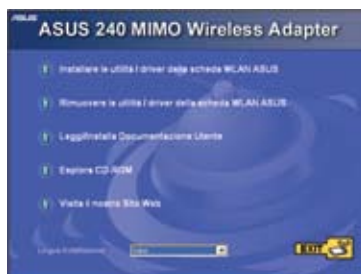 ASUS
ASUS 240 MIMO Wireless Adapter
Installare le utilità i driver della scheda WLAN ASUS
Rimuovere le utilità i driver della scheda WLAN ASUS
Leggi/Installa Documentazione Utente
Esplora CD-ROM
Visita il nostro Sito Web
EXIT